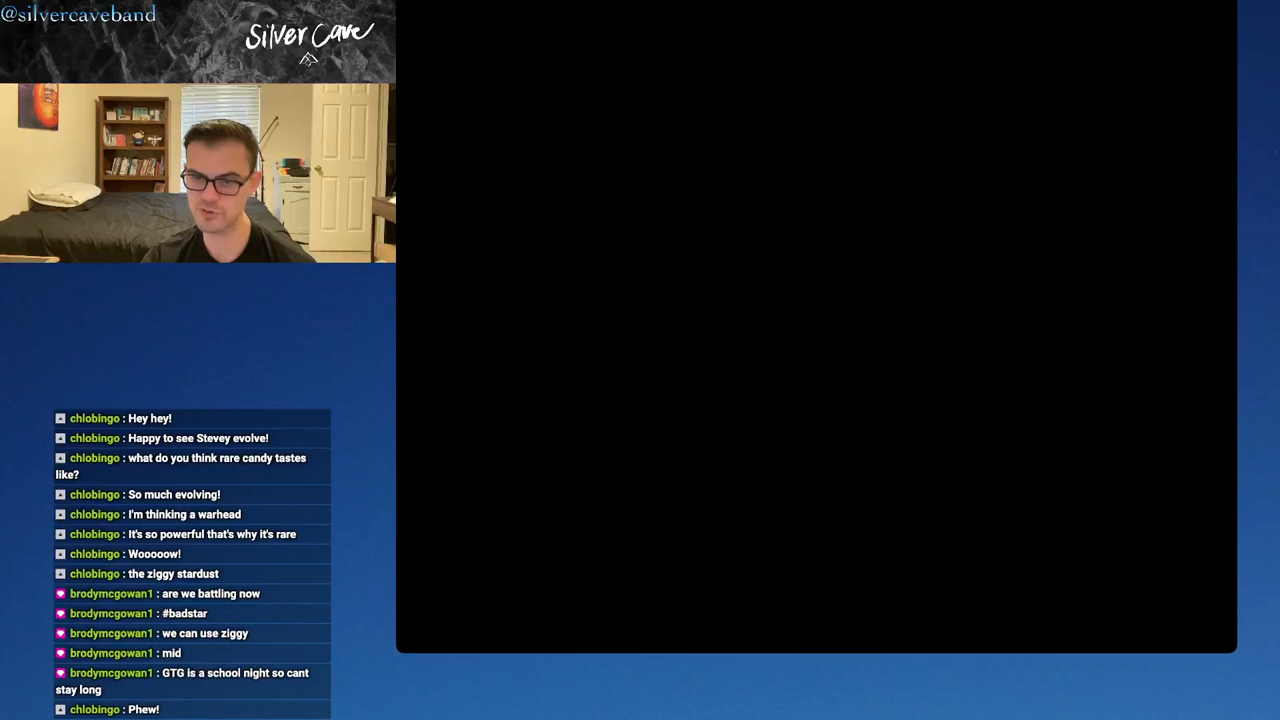 @silvercaveband
Silver Cave
chlobingo : Hey hey!
chlobingo : Happy to see Stevey evolve!
chlobingo : what do you think rare candy tastes
like?
chlobingo : So much evolving!
chlobingo : I'm thinking a warhead
chlobingo : It's so powerful that's why it's rare
chlobingo : Wooooow!
chlobingo : the ziggy stardust
brodymcgowan1 : are we battling now
brodymcgowan1 : #badstar
brodymcgowan1 : we can use ziggy
brodymcgowan1 : mid
brodymcgowan1 : GTG is a school night so cant
stay long
chlobingo : Phew!